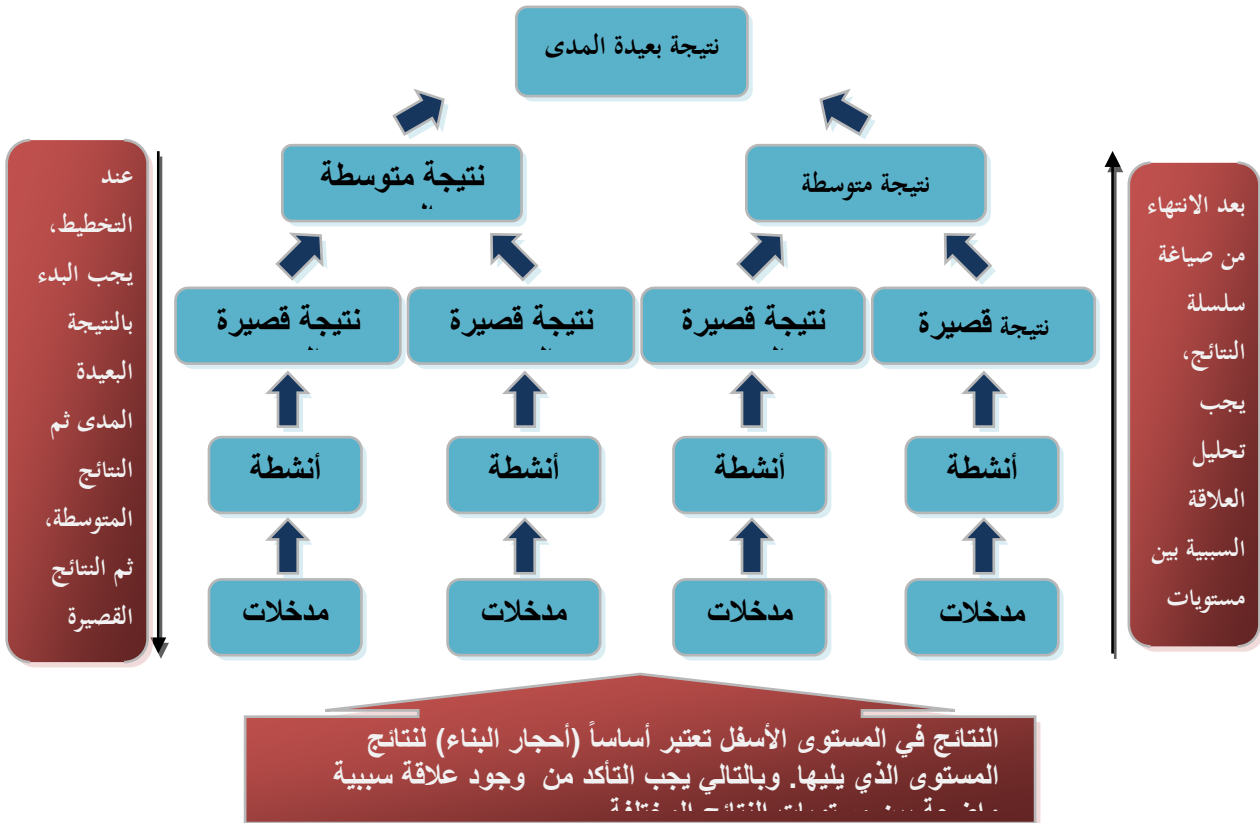 نتيجة بعيدة المدى
نتيجة متوسطة
نتيجة متوسطة
نتيجة قصيرة
نتيجة قصيرة
نتيجة قصيرة
نتيجة قصيرة
أنشطة
أنشطة
أنشطة
أنشطة
مدخلات
مدخلات
مدخلات
مدخلات
بعد الانتهاء
من صياغة
سلسلة
النتائج،
يجب
تحليل
العلاقة
السببية بين
مستويات
عند
التخطيط،
يجب البدء
بالنتيجة
البعيدة
المدى ثم
النتائج
المتوسطة،
ثم النتائج
القصيرة
النتائج في المستوى الأسفل تعتبر أساساً (أحجار البناء) لنتائج
المستوى الذي يليها. وبالتالي يجب التأكد من وجود علاقة سببية